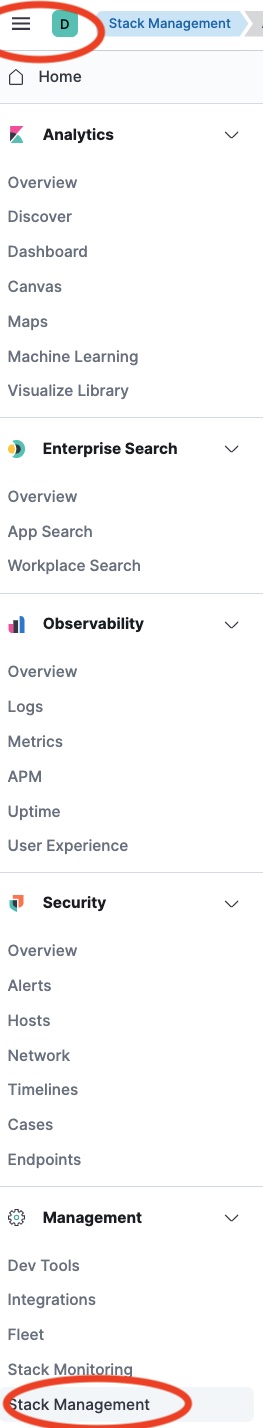 D
Stack Management
Home
Analytics
Overview
Discover
Dashboard
Canvas
Maps
Machine Learning
Visualize Library
Enterprise Search
Overview
App Search
Workplace Search
Observability
Overview
Logs
Metrics
APM
Uptime
User Experience
Security
Overview
Alerts
Hosts
Network
Timelines
Cases
Endpoints
Management
Dev Tools
Integrations
Fleet
Stack Monitoring
Stack Management